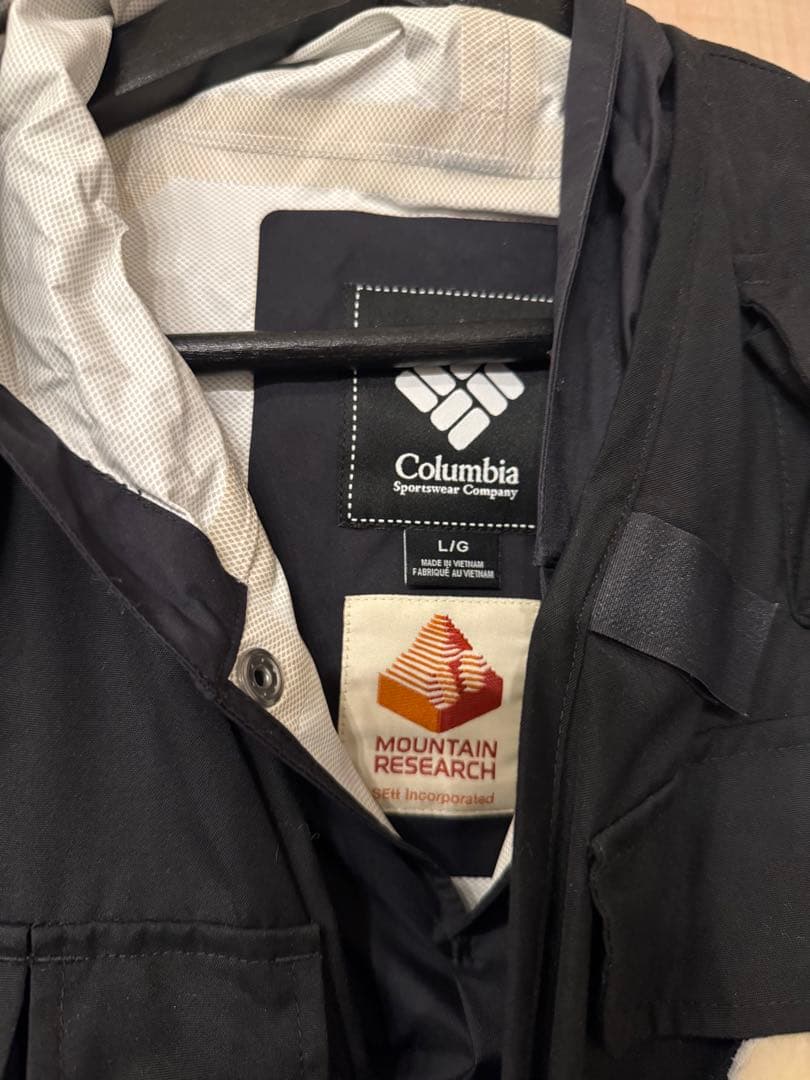 Columbia
Sportswear Company
L/G
MADE IN VIETNAM
FABRIQUÉ AU VIETNAM
MOUNTAIN
RESEARCH
SEtt Incorporated